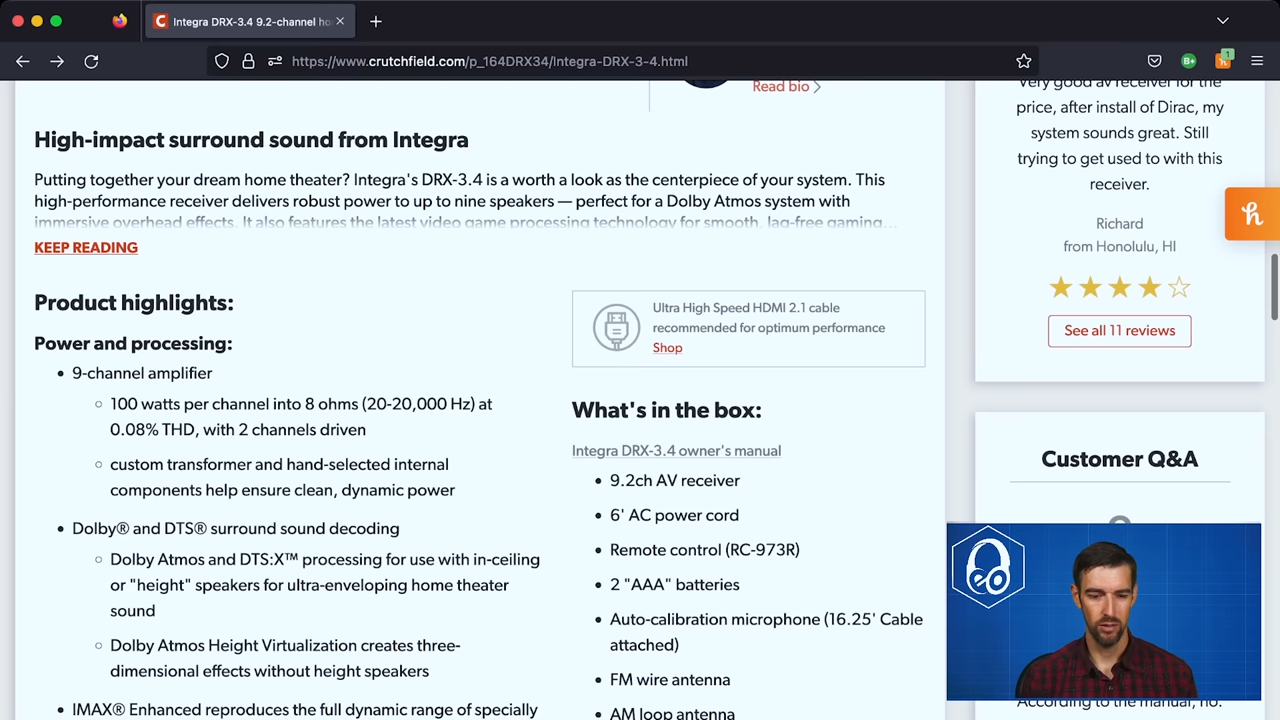 Integra DRX-3.4 9.2-channel ho
https://www.crutchfield.com/p_164DRX34/Integra-DRX-3-4.html
Read bio
High-impact surround sound from Integra
Putting together your dream home theater? Integra's DRX-3.4 is a worth a look as the centerpiece of your system. This
high-performance receiver delivers robust power to up to nine speakers — perfect for a Dolby Atmos system with
immersive overhead effects. It also features the latest video game processing technology for smooth, lag-free gaming...
KEEP READING
Product highlights:
Power and processing:
• 9-channel amplifier
100 watts per channel into 8 ohms (20-20,000 Hz) at
0.08% THD, with 2 channels driven
custom transformer and hand-selected internal
components help ensure clean, dynamic power
• Dolby® and DTS® surround sound decoding
Dolby Atmos and DTS:X™ processing for use with in-ceiling
or "height" speakers for ultra-enveloping home theater
sound
Dolby Atmos Height Virtualization creates three-
dimensional effects without height speakers
• IMAX® Enhanced reproduces the full dynamic range of specially
Ultra High Speed HDMI 2.1 cable
recommended for optimum performance
Shop
What's in the box:
Integra DRX-3.4 owner's manual
• 9.2ch AV receiver
• 6' AC power cord
• Remote control (RC-973R)
• 2 "AAA" batteries
• Auto-calibration microphone (16.25' Cable
attached)
• FM wire antenna
• AM loop antenna
Very good av receiver for the
price, after install of Dirac, my
system sounds great. Still
trying to get used to with this
receiver.
Richard
from Honolulu, HI
See all 11 reviews
Customer Q&A
According to the manual, no.